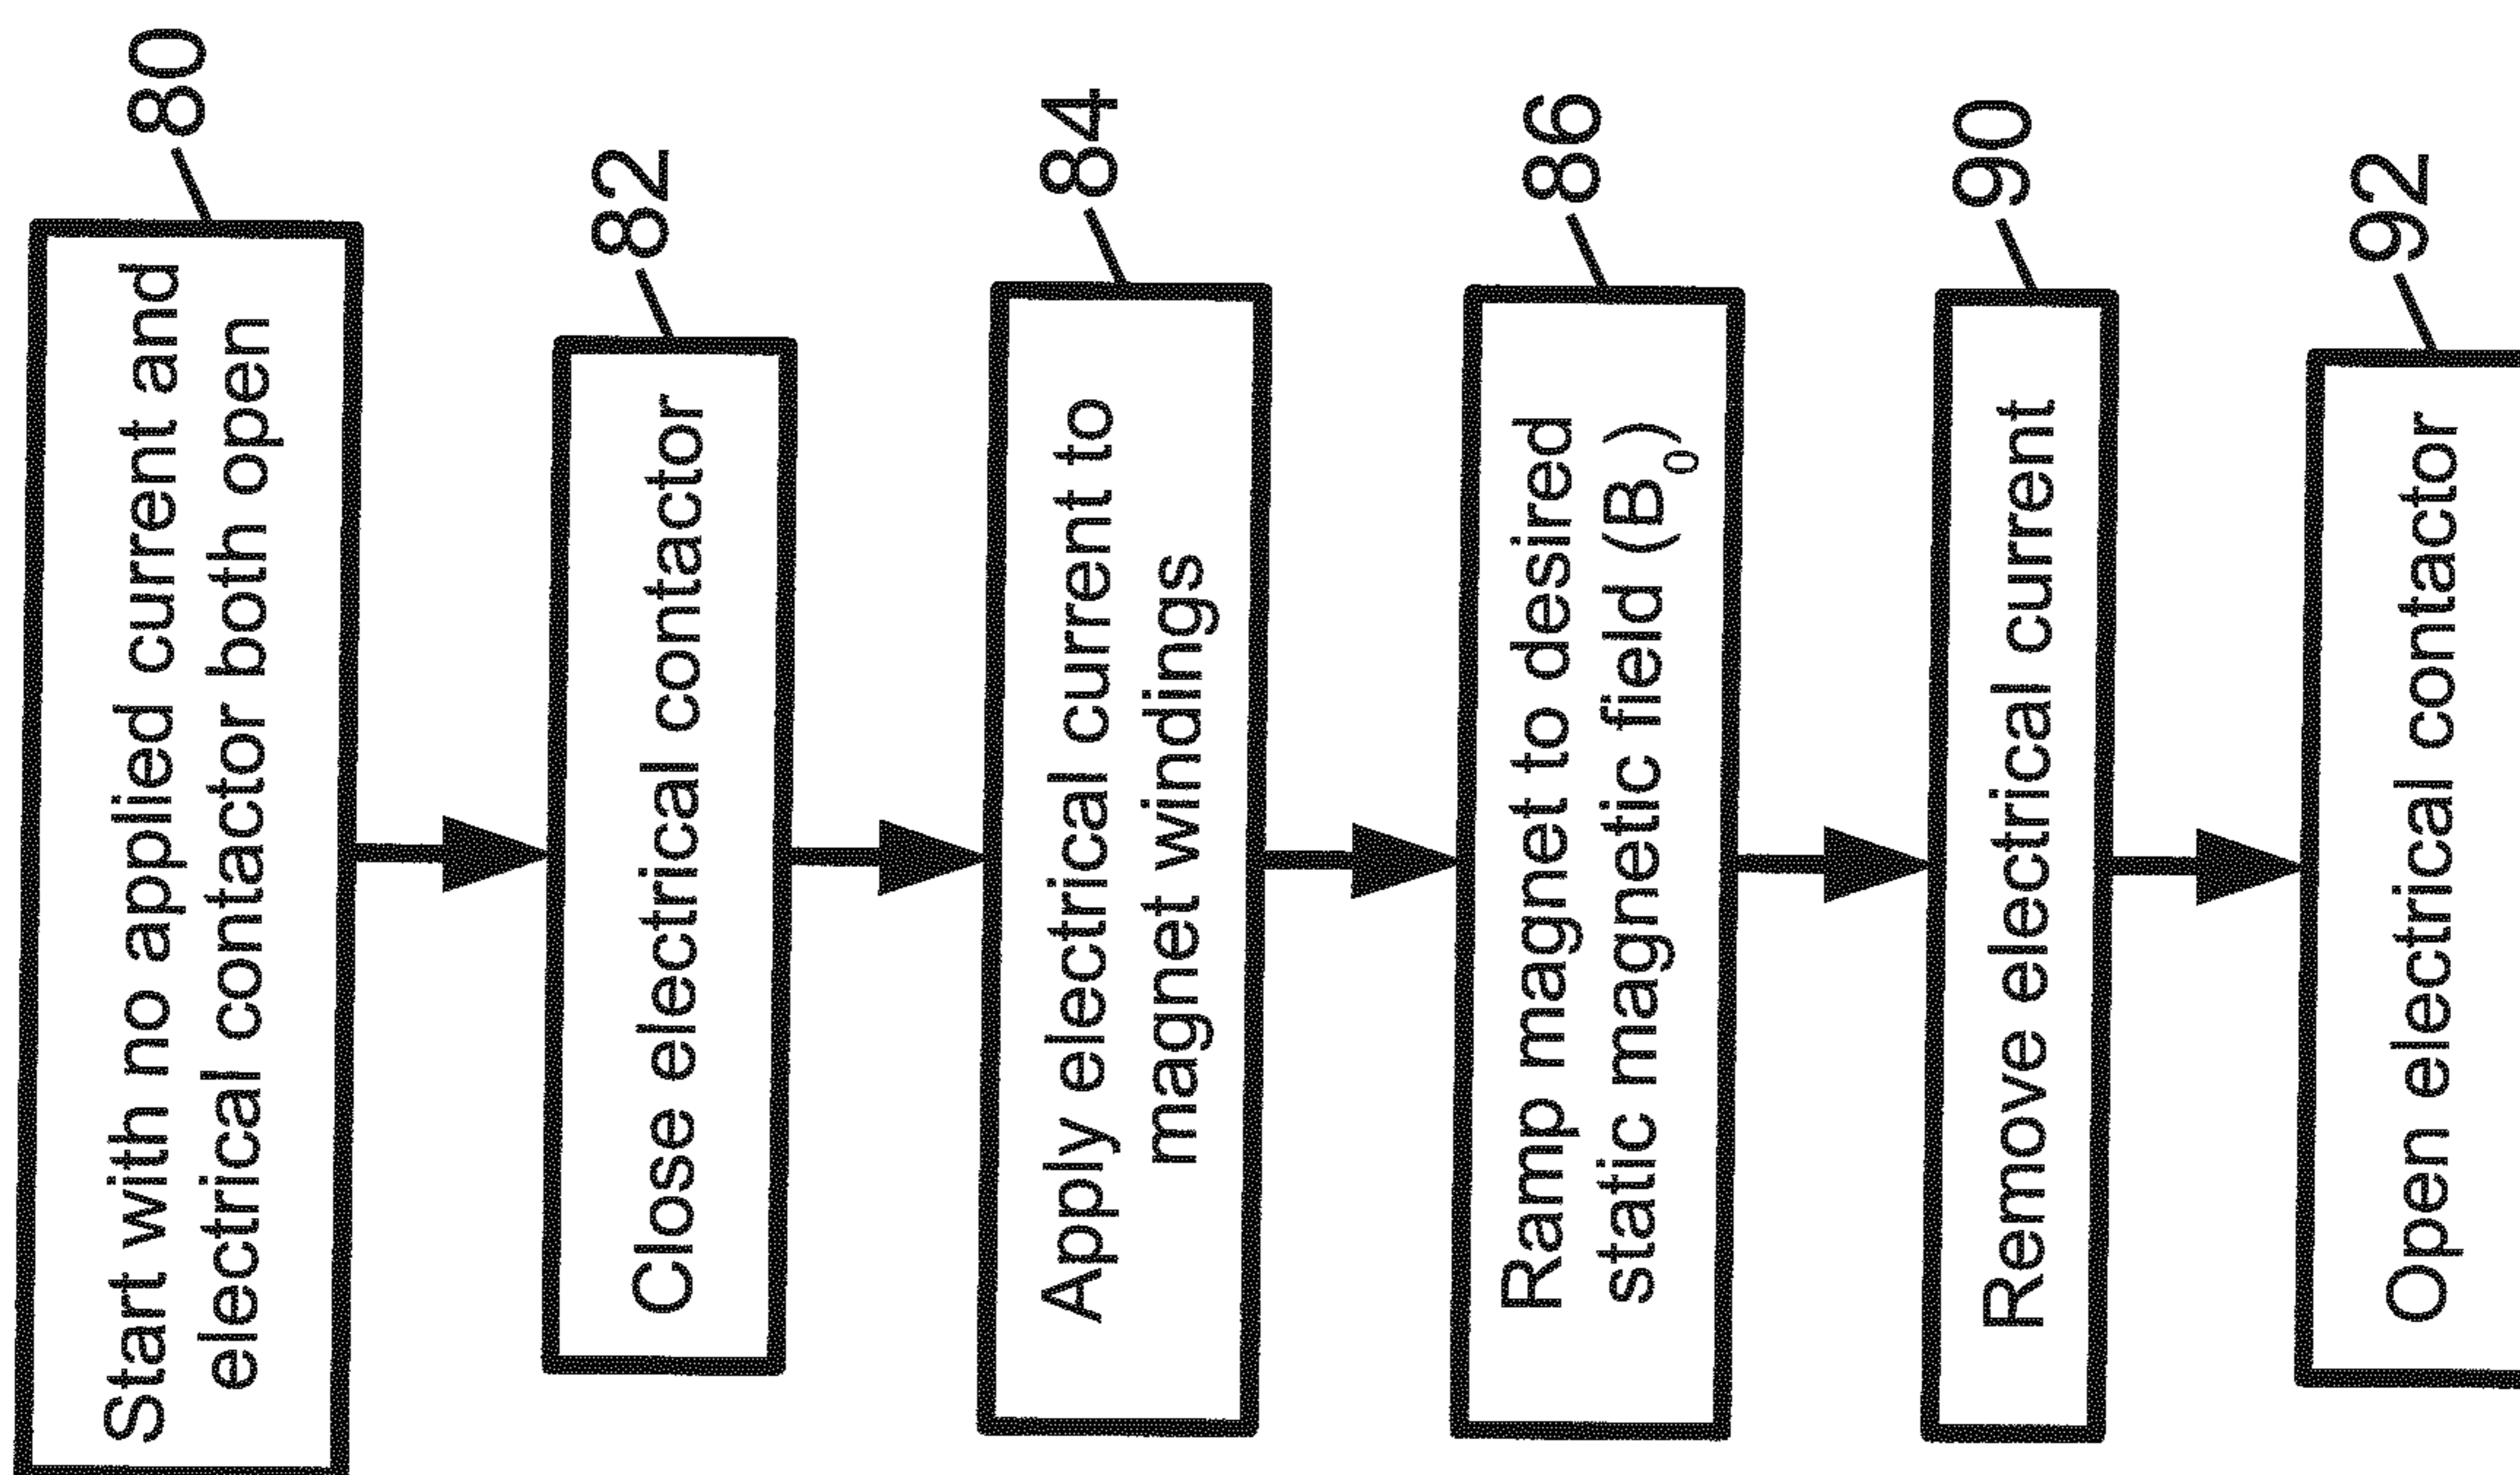 Start with no applied current and
electrical contactor both open
80
Close electrical contactor
82
Apply electrical current to
magnet windings
84
Ramp magnet to desired
static magnetic field (B0)
86
Remove electrical current
90
Open electrical contactor
92